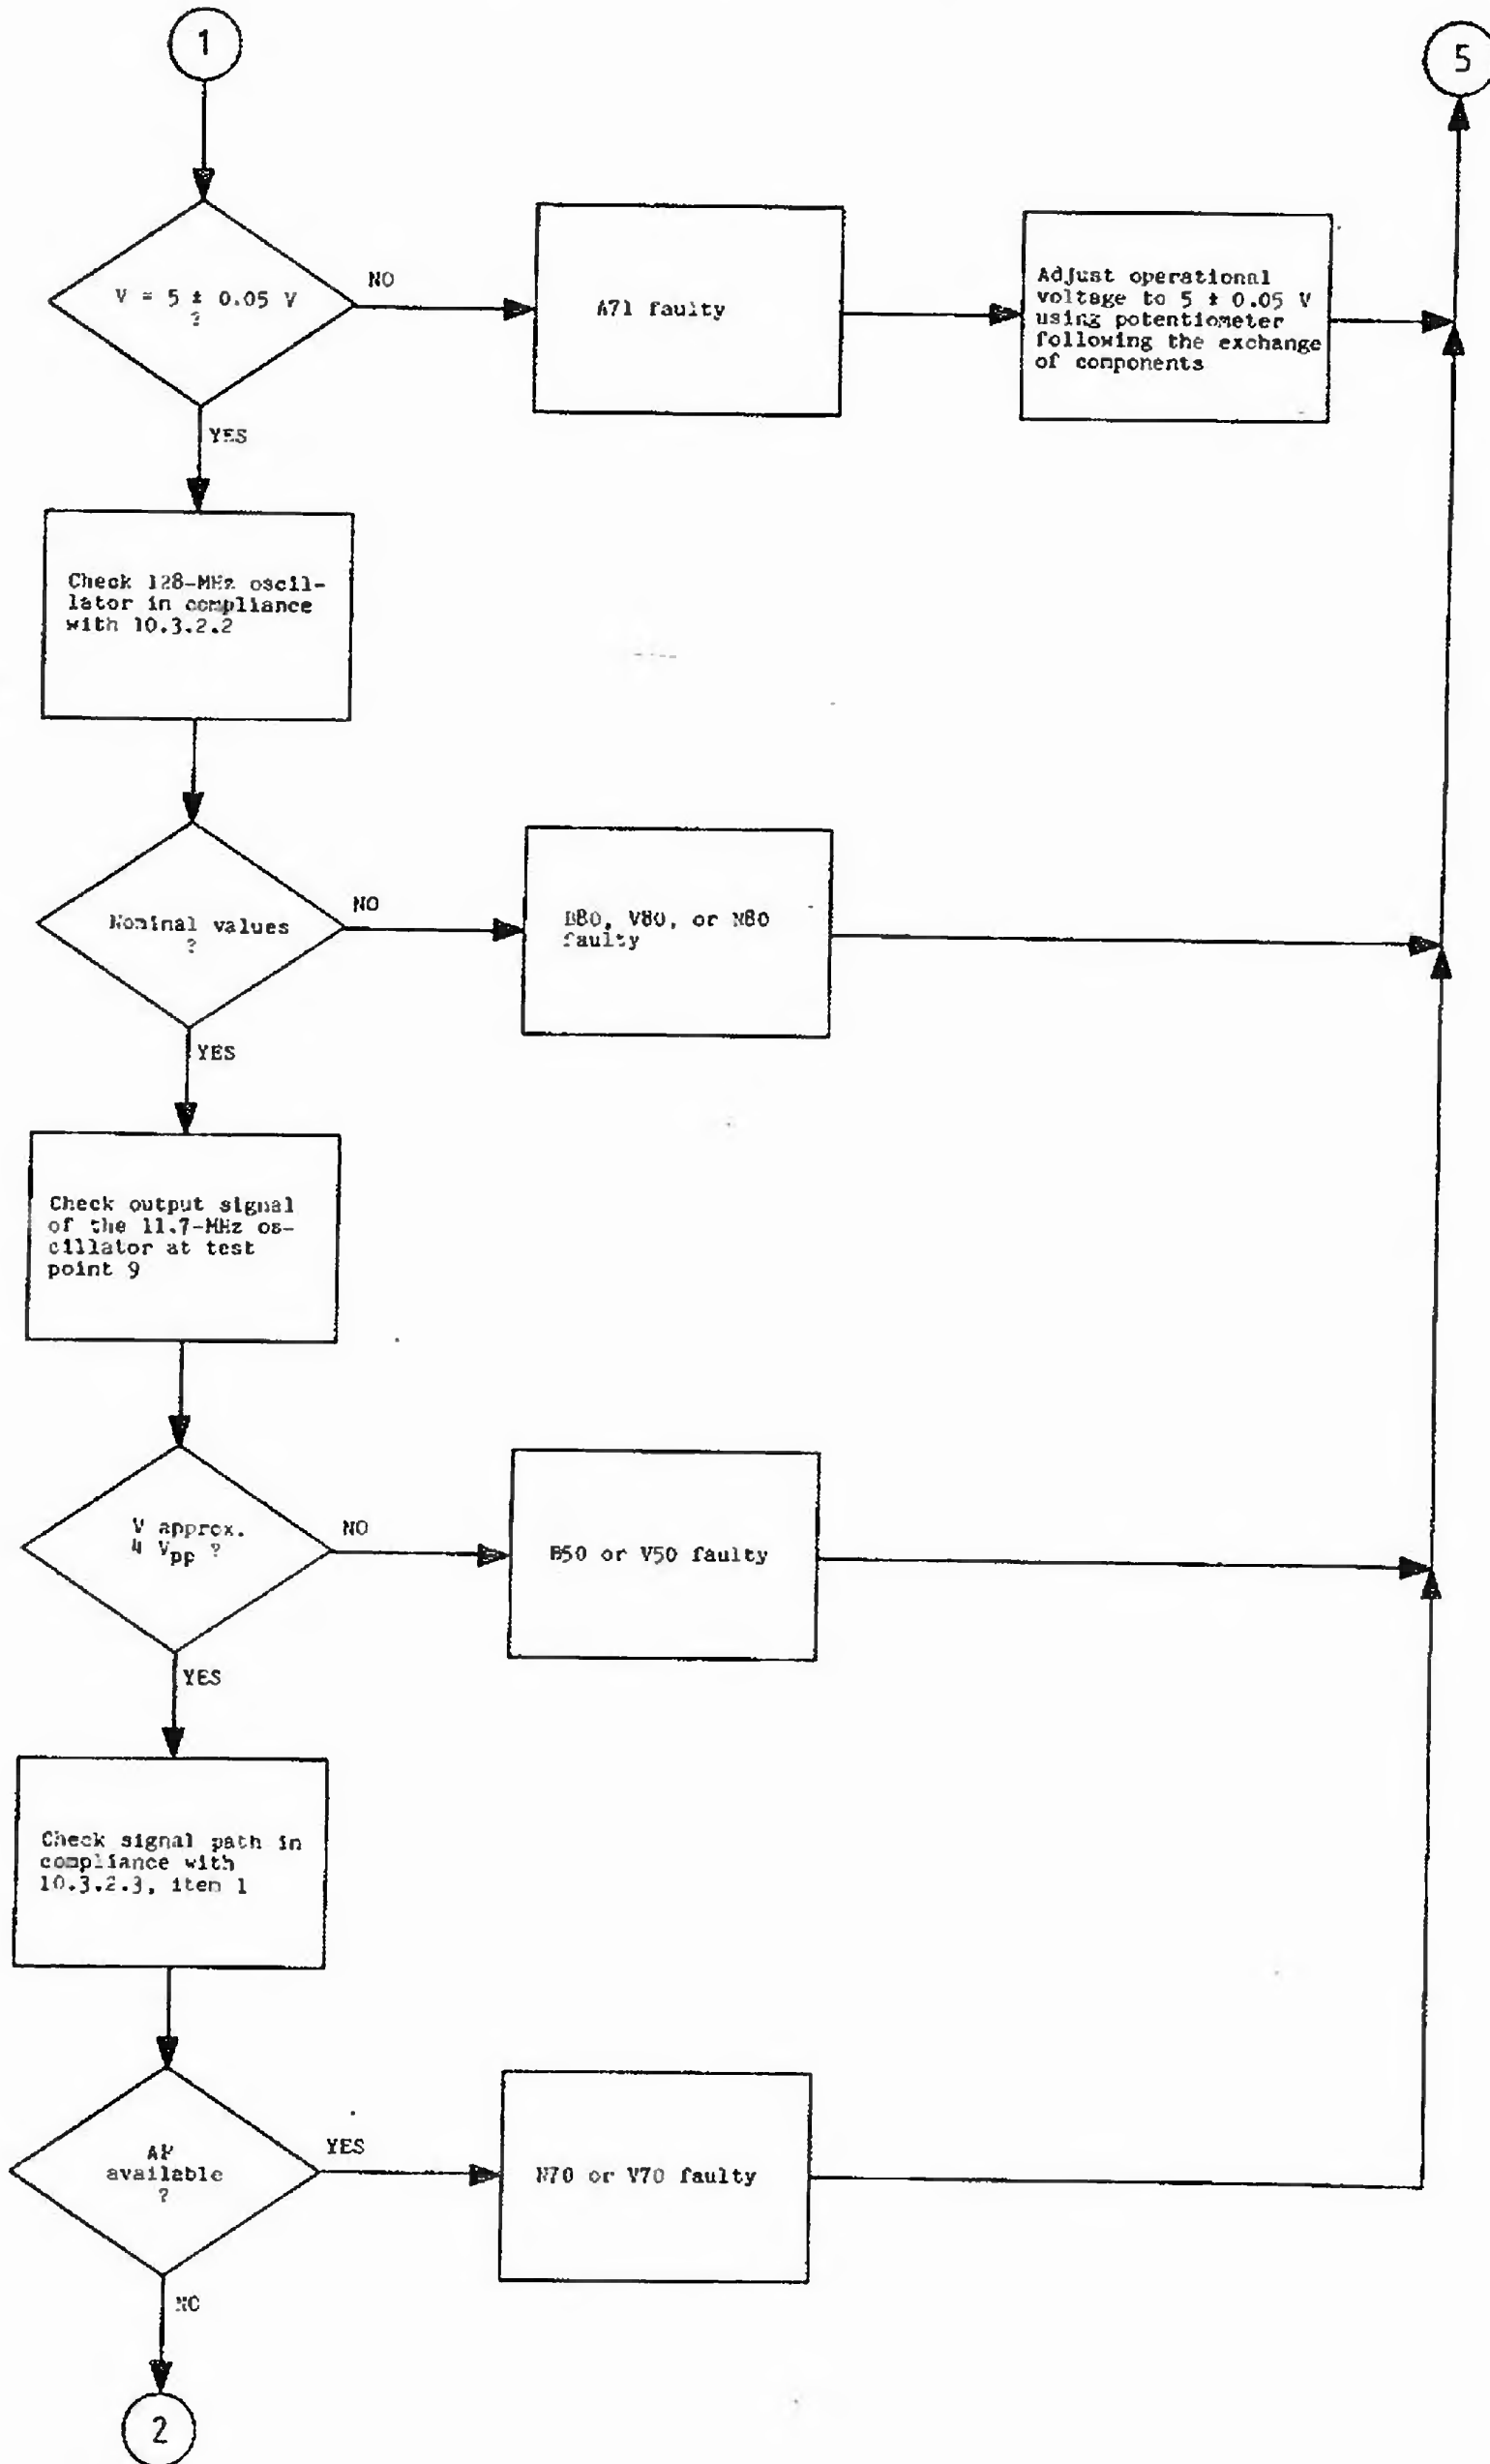 1
5
V = 5 ± 0.05 V
?
NO
A71 faulty
Adjust operational
voltage to 5 ± 0.05 V
using potentiometer
following the exchange
of components
YES
Check 128-MHz oscil-
lator in compliance
with 10.3.2.2
Nominal values
?
NO
B80, V80, or N80
faulty
YES
Check output signal
of the 11.7-MHz os-
cillator at test
point 9
V approx.
4 Vpp ?
NO
B50 or V50 faulty
YES
Check signal path in
compliance with
10.3.2.3, item 1
AF
available
?
YES
N70 or V70 faulty
NO
2